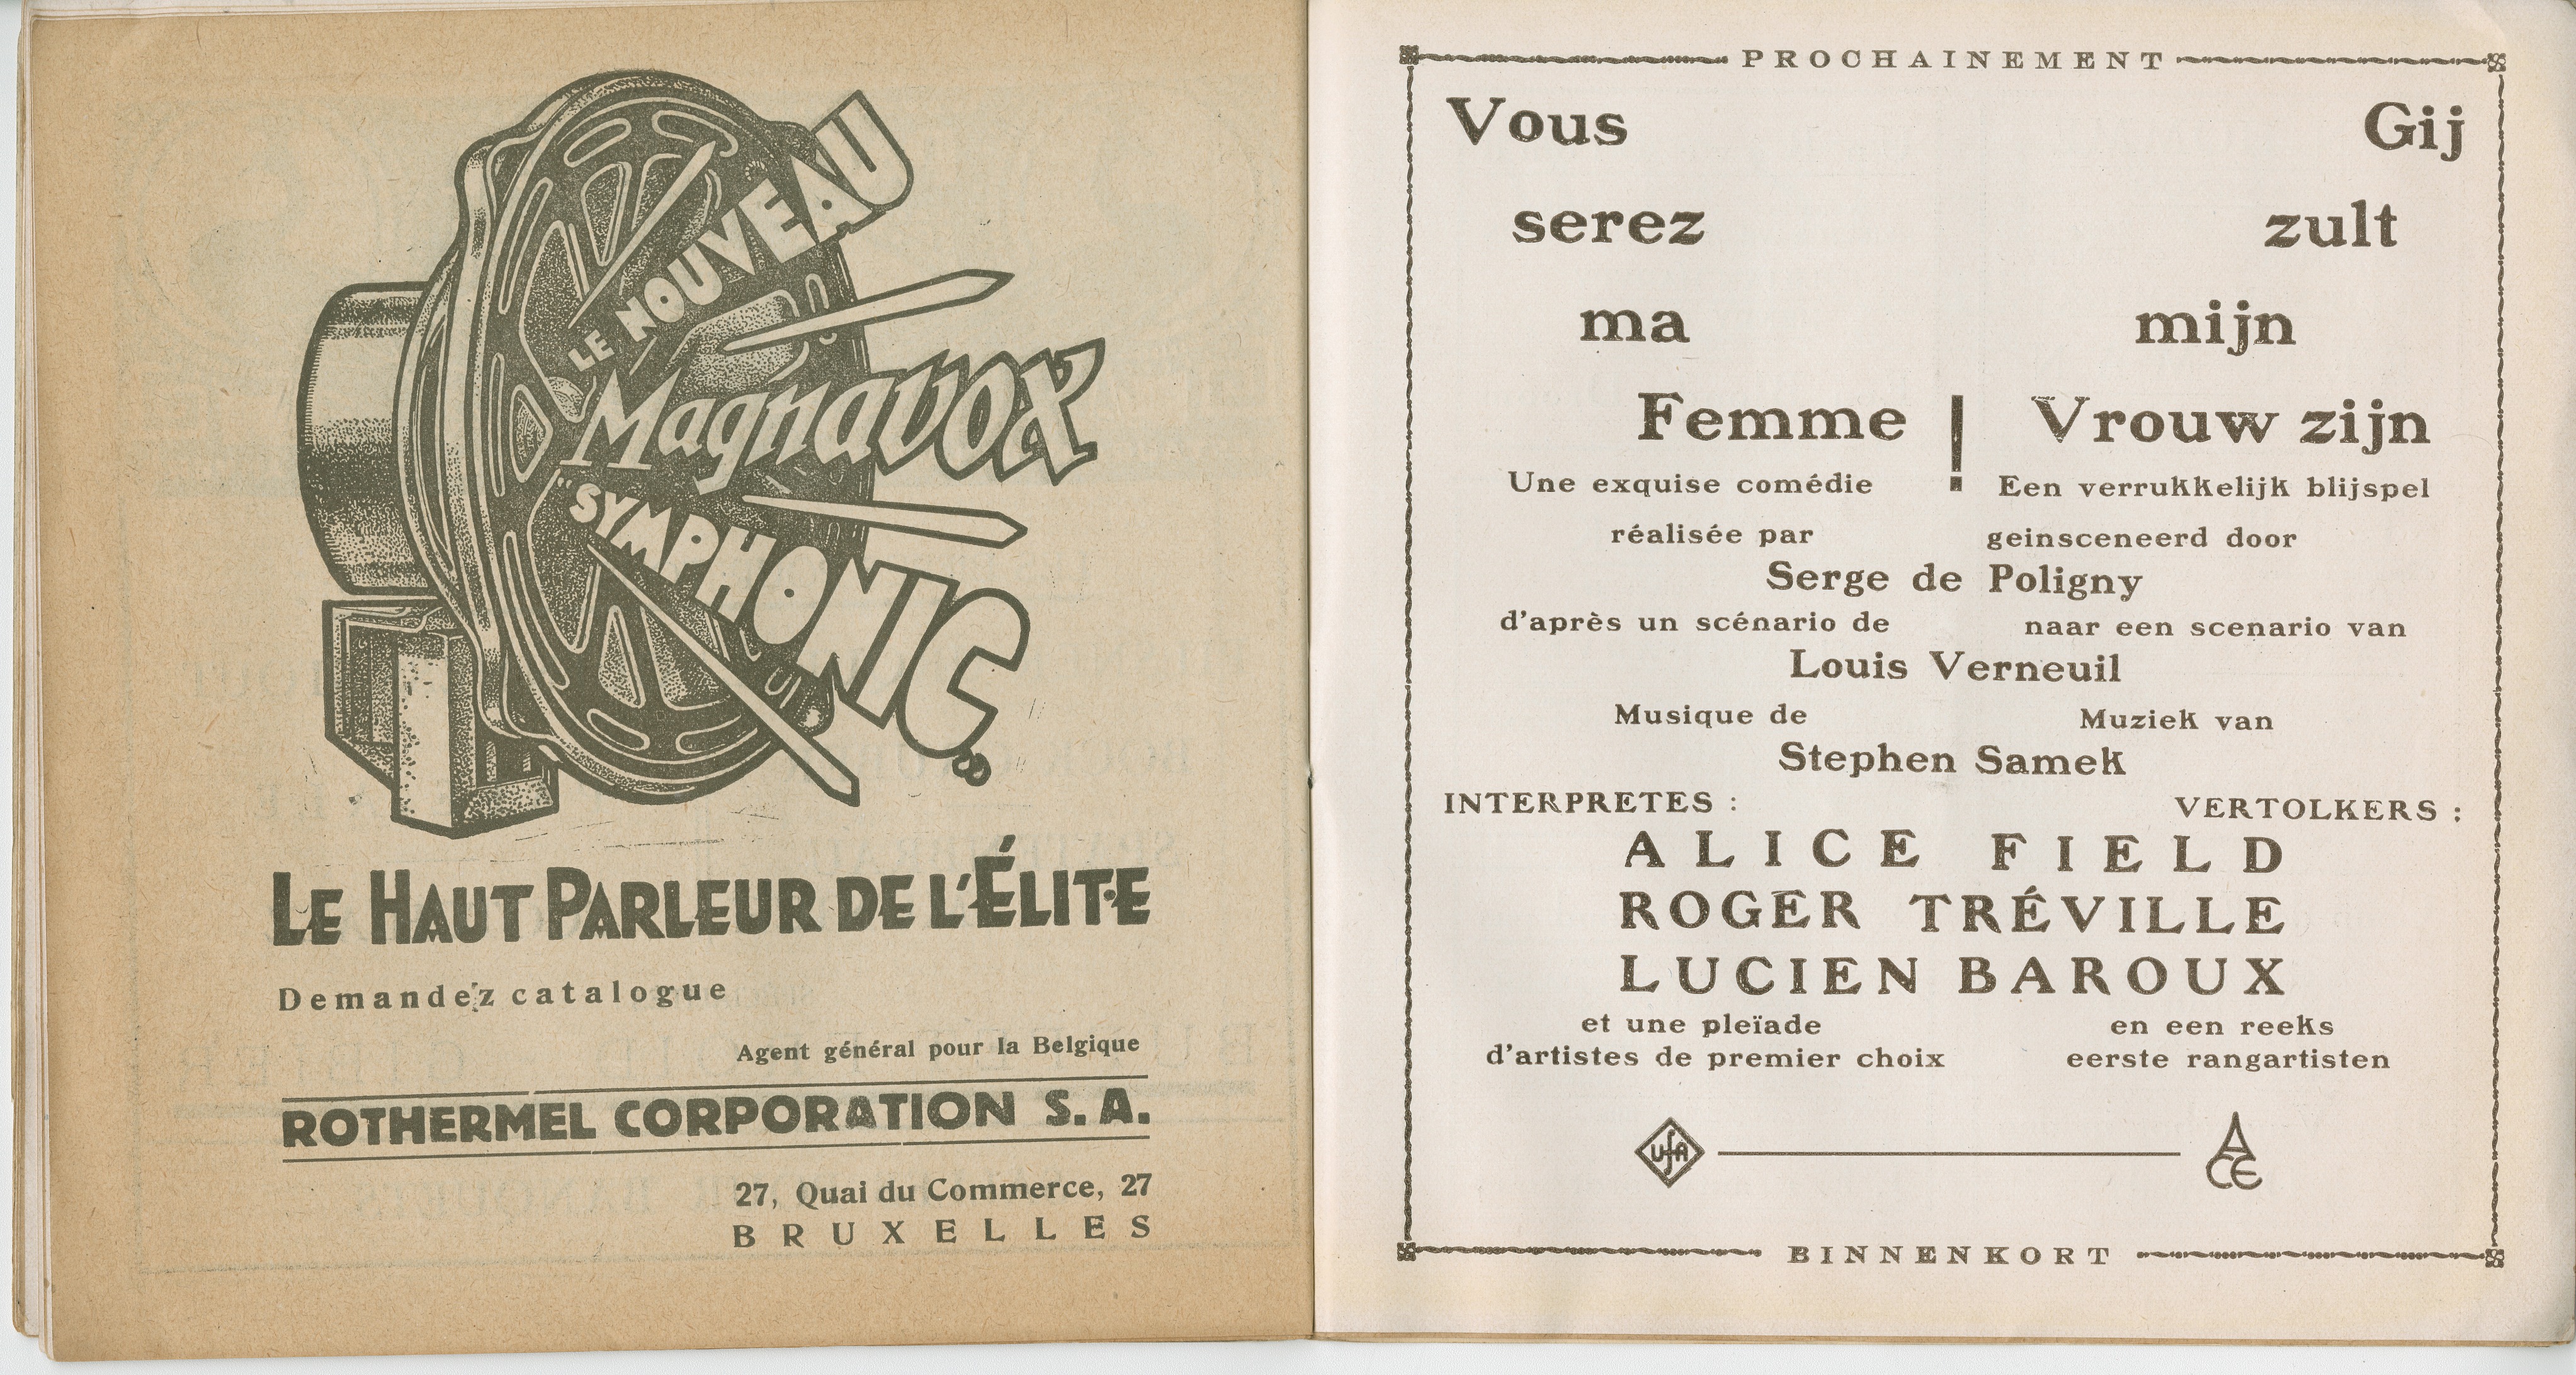 LE NOUVEAU
Magnavox
"SYMPHONIC"
LE HAUT PARLEUR DE L'ÉLITE
Demandez catalogue
Agent général pour la Belgique
ROTHERMEL CORPORATION S. A.
27, Quai du Commerce, 27
BRUXELLES
PROCHAINEMENT
Vous Gij
serez zult
ma mijn
Femme ! Vrouw zijn
Une exquise comédie Een verrukkelijk blijspel
réalisée par geinsceneerd door
Serge de Poligny
d'après un scénario de naar een scenario van
Louis Verneuil
Musique de Muziek van
Stephen Samek
INTERPRETES : VERTOLKERS :
ALICE FIELD
ROGER TRÉVILLE
LUCIEN BAROUX
et une pleïade en een reeks
d'artistes de premier choix eerste rangartisten
UFA ACE
BINNENKORT